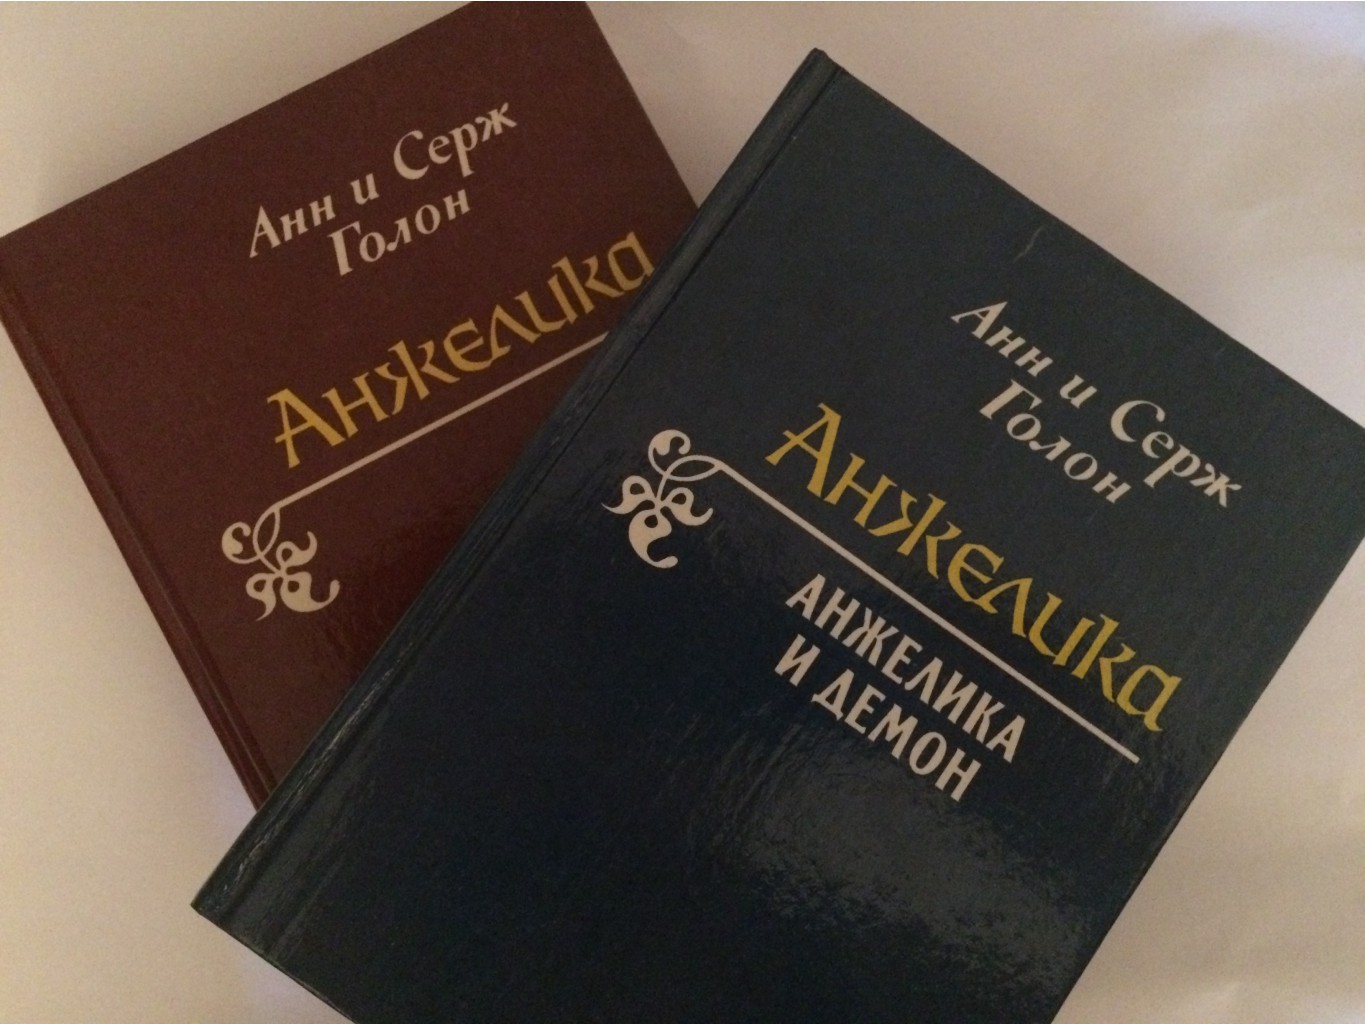 Анн и Серж
Голон
Анжелика
Анн и Серж
Голон
Анжелика
АНЖЕЛИКА
И ДЕМОН